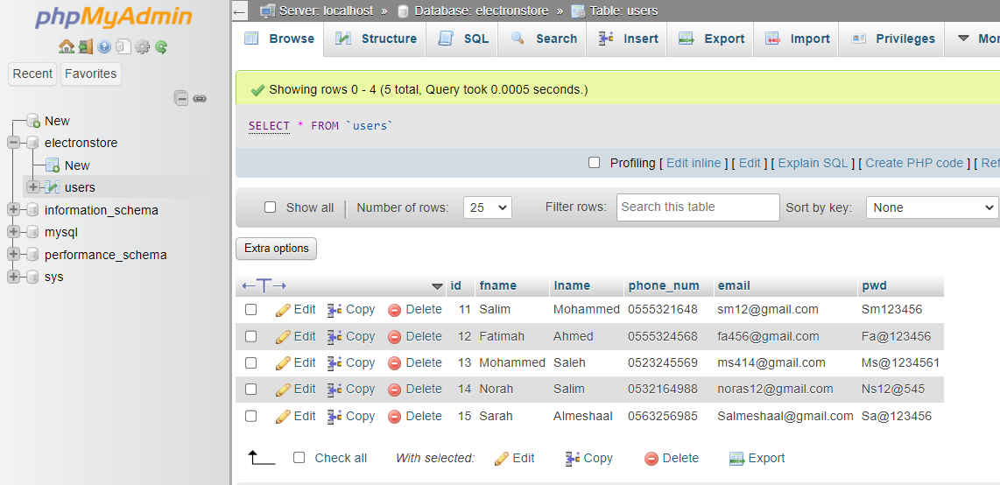 phpMyAdmin
Recent Favorites
New
electronstore
New
users
information_schema
mysql
performance_schema
sys
Server: localhost » Database: electronstore » Table: users
Browse Structure SQL Search Insert Export Import Privileges Mor
Showing rows 0 - 4 (5 total, Query took 0.0005 seconds.)
SELECT * FROM `users`
Profiling [ Edit inline ] [ Edit ] [ Explain SQL ] [ Create PHP code ] [ Ref
Show all Number of rows: 25 Filter rows: Search this table Sort by key: None
Extra options
id fname lname phone_num email pwd
Edit Copy Delete 11 Salim Mohammed 0555321648 sm12@gmail.com Sm123456
Edit Copy Delete 12 Fatimah Ahmed 0555324568 fa456@gmail.com Fa@123456
Edit Copy Delete 13 Mohammed Saleh 0523245569 ms414@gmail.com Ms@1234561
Edit Copy Delete 14 Norah Salim 0532164988 noras12@gmail.com Ns12@545
Edit Copy Delete 15 Sarah Almeshaal 0563256985 Salmeshaal@gmail.com Sa@123456
Check all With selected: Edit Copy Delete Export